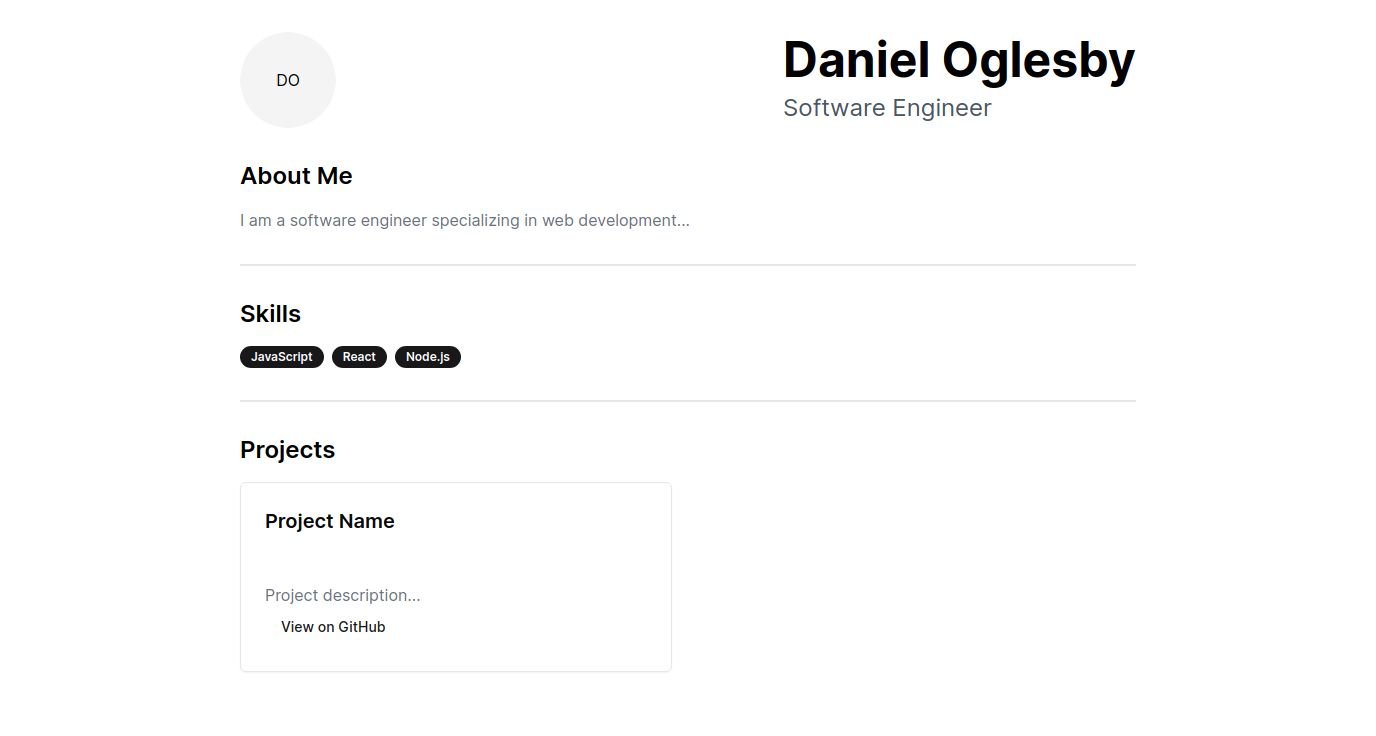 DO
Daniel Oglesby
Software Engineer
About Me
I am a software engineer specializing in web development...
Skills
JavaScript React Node.js
Projects
Project Name
Project description...
View on GitHub